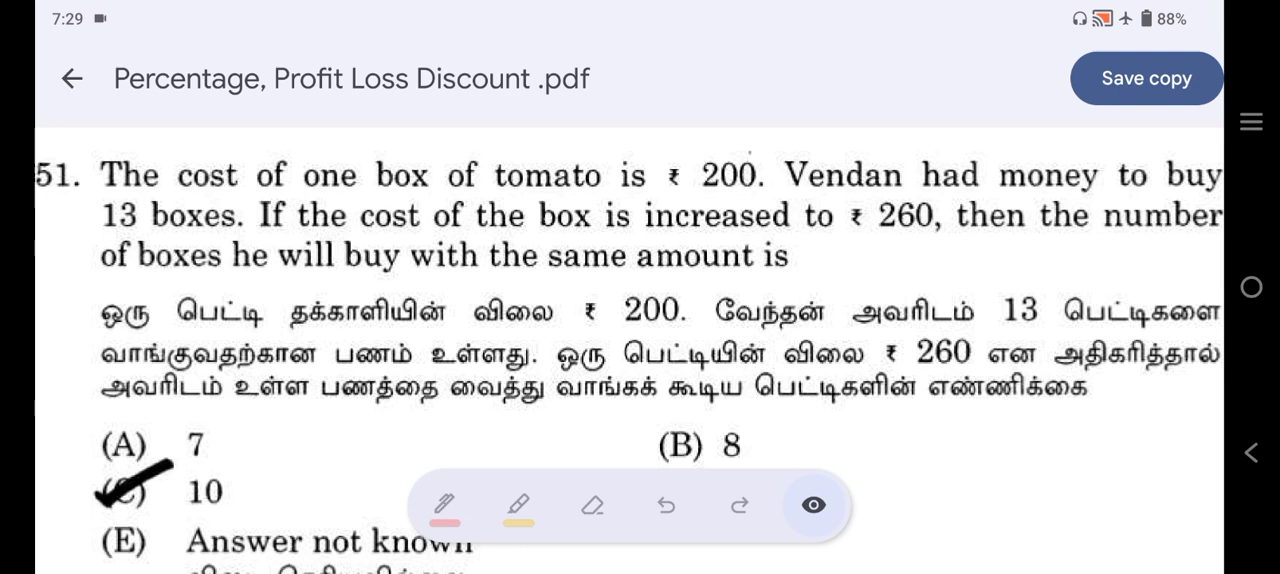 7:29
88%
Percentage, Profit Loss Discount .pdf
Save copy
51. The cost of one box of tomato is ₹ 200. Vendan had money to buy
13 boxes. If the cost of the box is increased to ₹ 260, then the number
of boxes he will buy with the same amount is
ஒரு பெட்டி தக்காளியின் விலை ₹ 200. வேந்தன் அவரிடம் 13 பெட்டிகளை
வாங்குவதற்கான பணம் உள்ளது. ஒரு பெட்டியின் விலை ₹ 260 என அதிகரித்தால்
அவரிடம் உள்ள பணத்தை வைத்து வாங்கக் கூடிய பெட்டிகளின் எண்ணிக்கை
(A) 7
(B) 8
(C) 10
(E) Answer not known